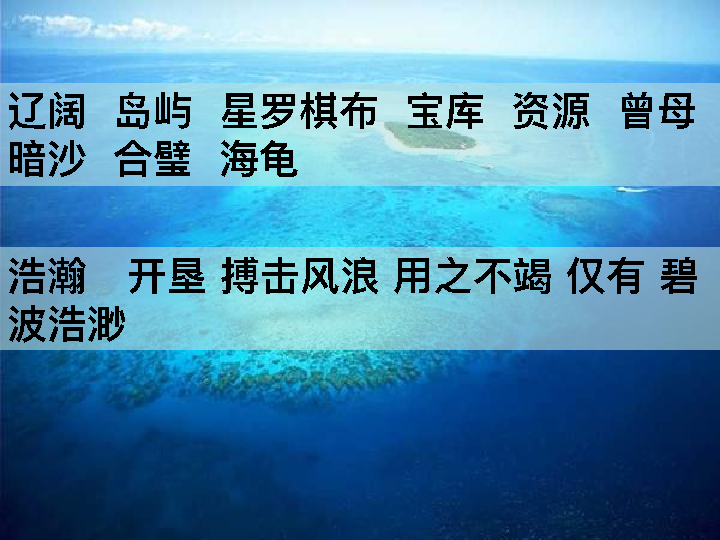 辽阔 岛屿 星罗棋布 宝库 资源 曾母
暗沙 合璧 海龟
浩瀚 开垦 搏击风浪 用之不竭 仅有 碧
波浩渺